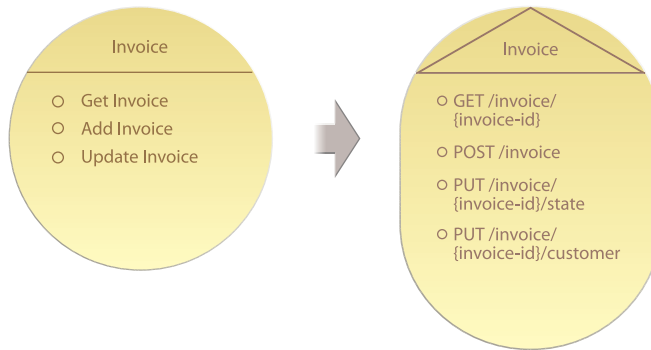 Invoice
Get Invoice
Add Invoice
Update Invoice
Invoice
GET /invoice/
{invoice-id}
POST /invoice
PUT /invoice/
{invoice-id}/state
PUT /invoice/
{invoice-id}/customer